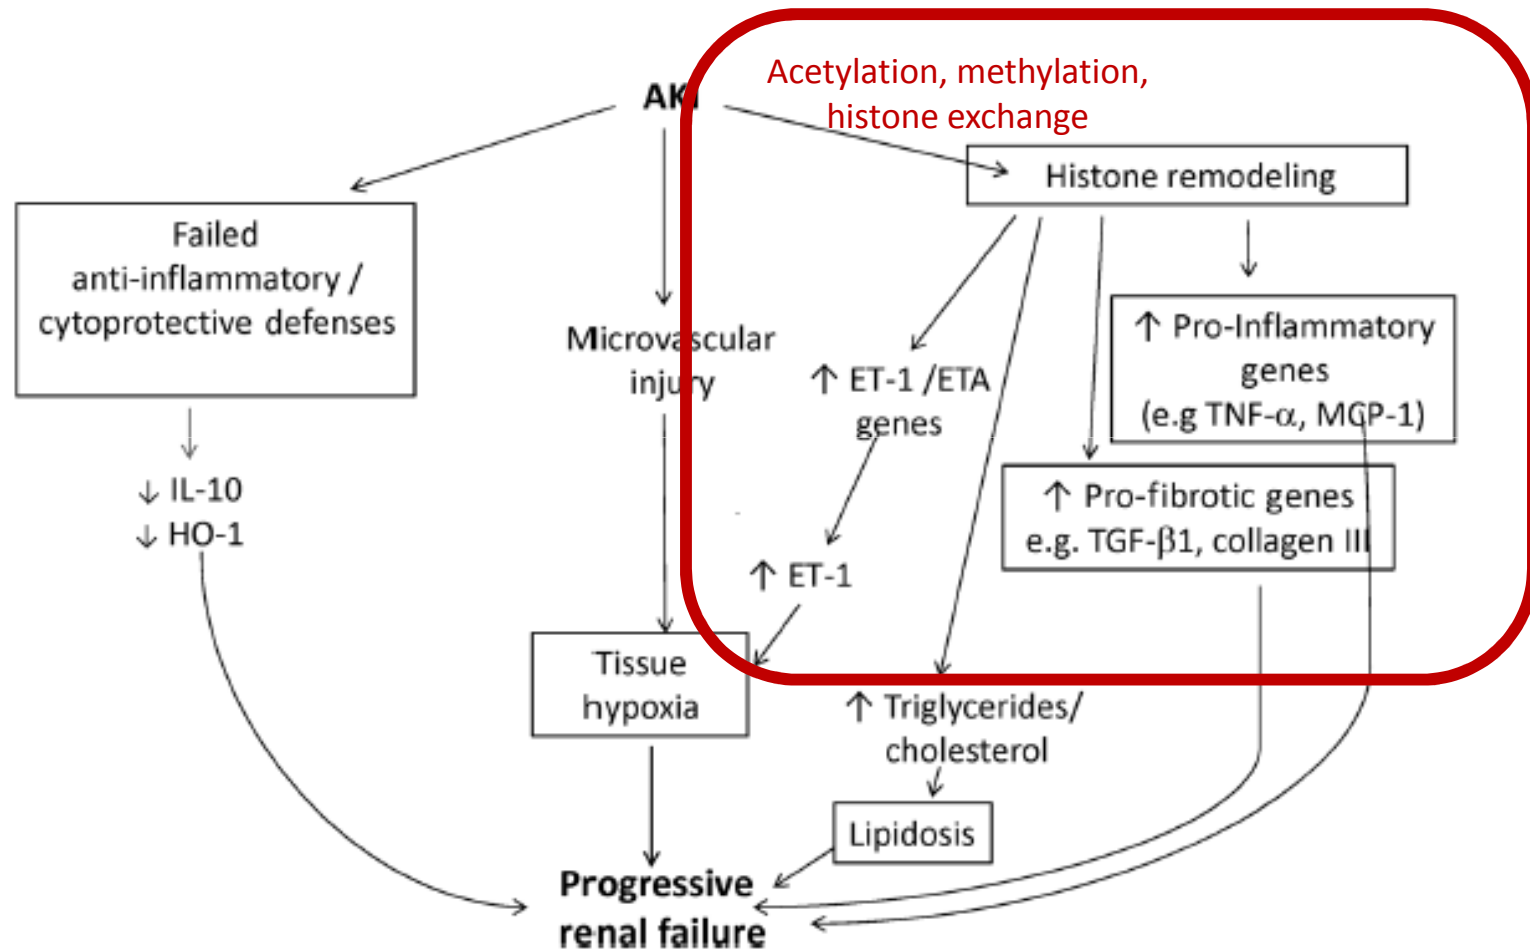 Acetylation, methylation,
histone exchange
AKI
Histone remodeling
Failed
anti-inflammatory /
cytoprotective defenses
↓ IL-10
↓ HO-1
Microvascular
injury
↑ ET-1 /ETA
genes
↑ ET-1
↑ Pro-Inflammatory
genes
(e.g TNF-α, MCP-1)
↑ Pro-fibrotic genes
e.g. TGF-β1, collagen III
Tissue
hypoxia
↑ Triglycerides/
cholesterol
Lipidosis
Progressive
renal failure